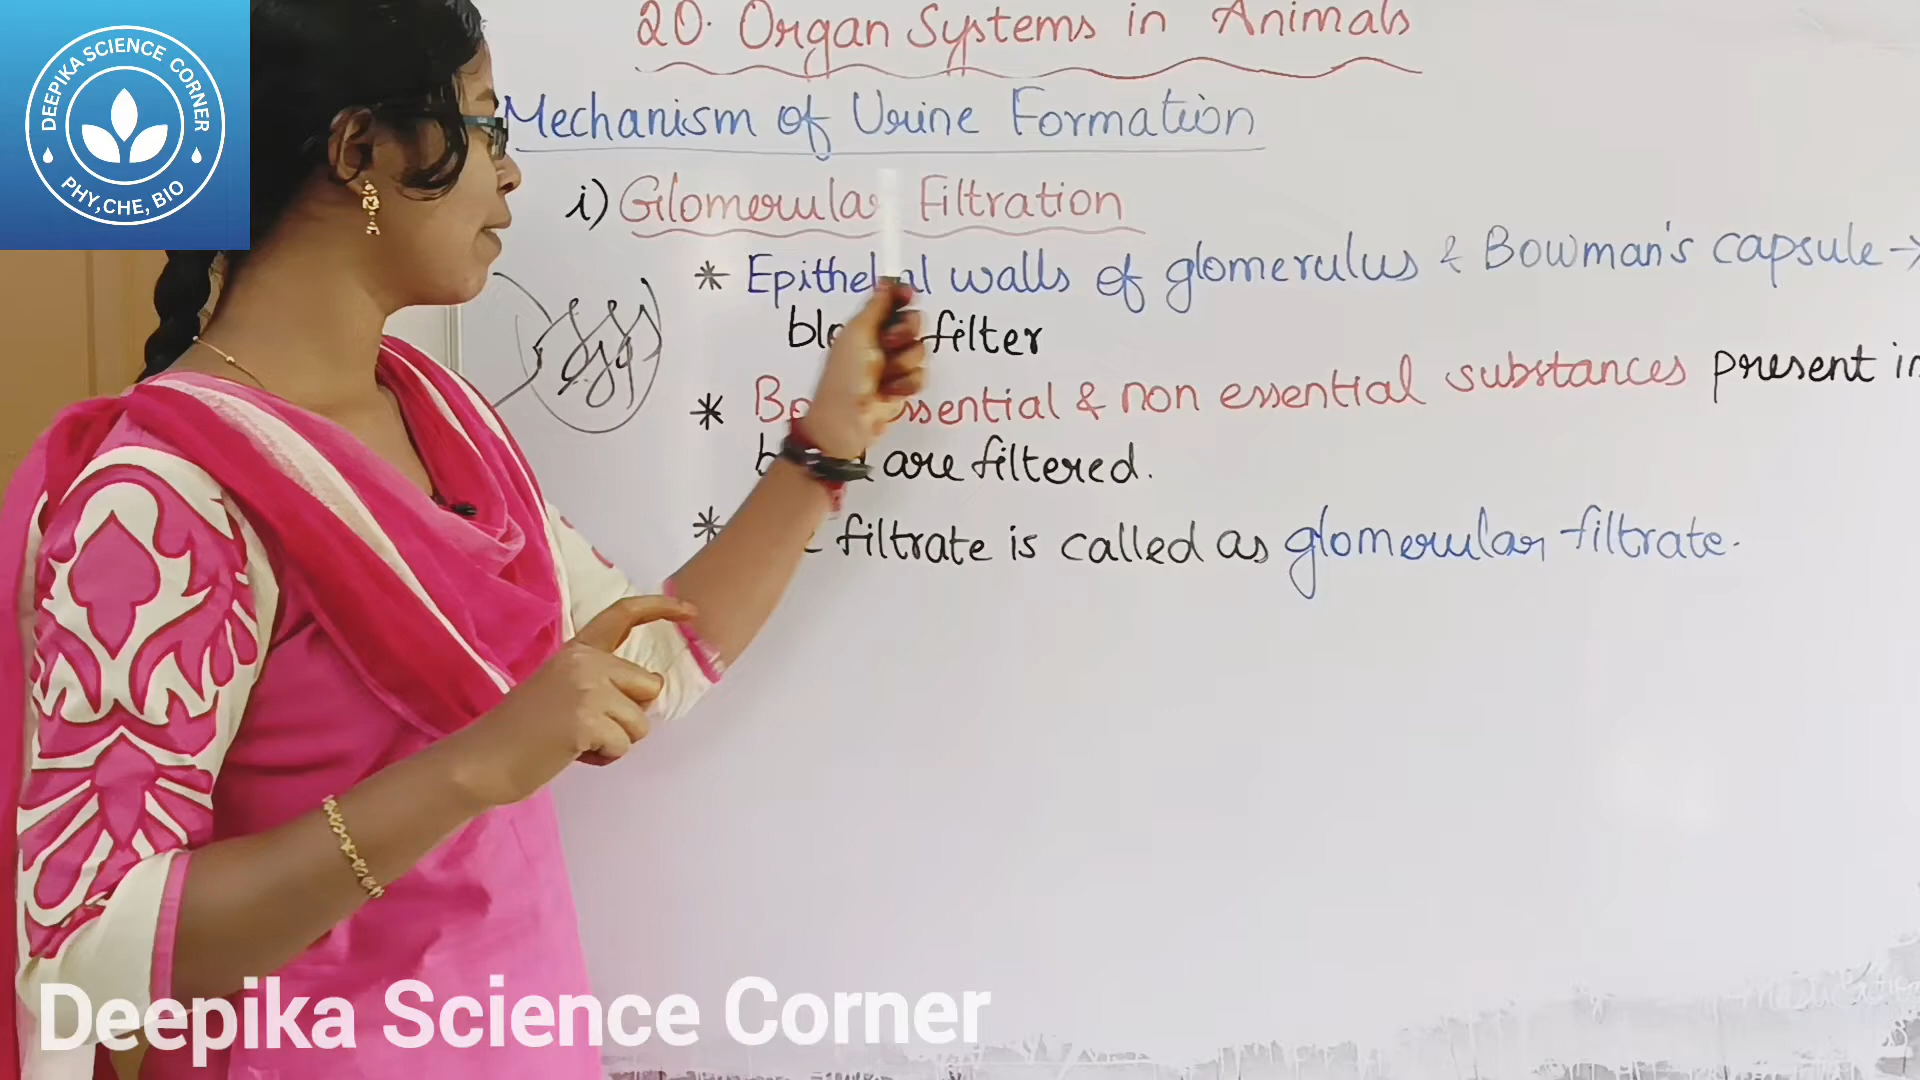 DEEPIKA SCIENCE CORNER
PHY, CHE, BIO
20. Organ Systems in Animals
Mechanism of Urine Formation
i) Glomerular Filtration
* Epithelial walls of glomerulus & Bowman's capsule →
filter
* essential & non essential substances present in
are filtered.
* filtrate is called as glomerular filtrate.
Deepika Science Corner